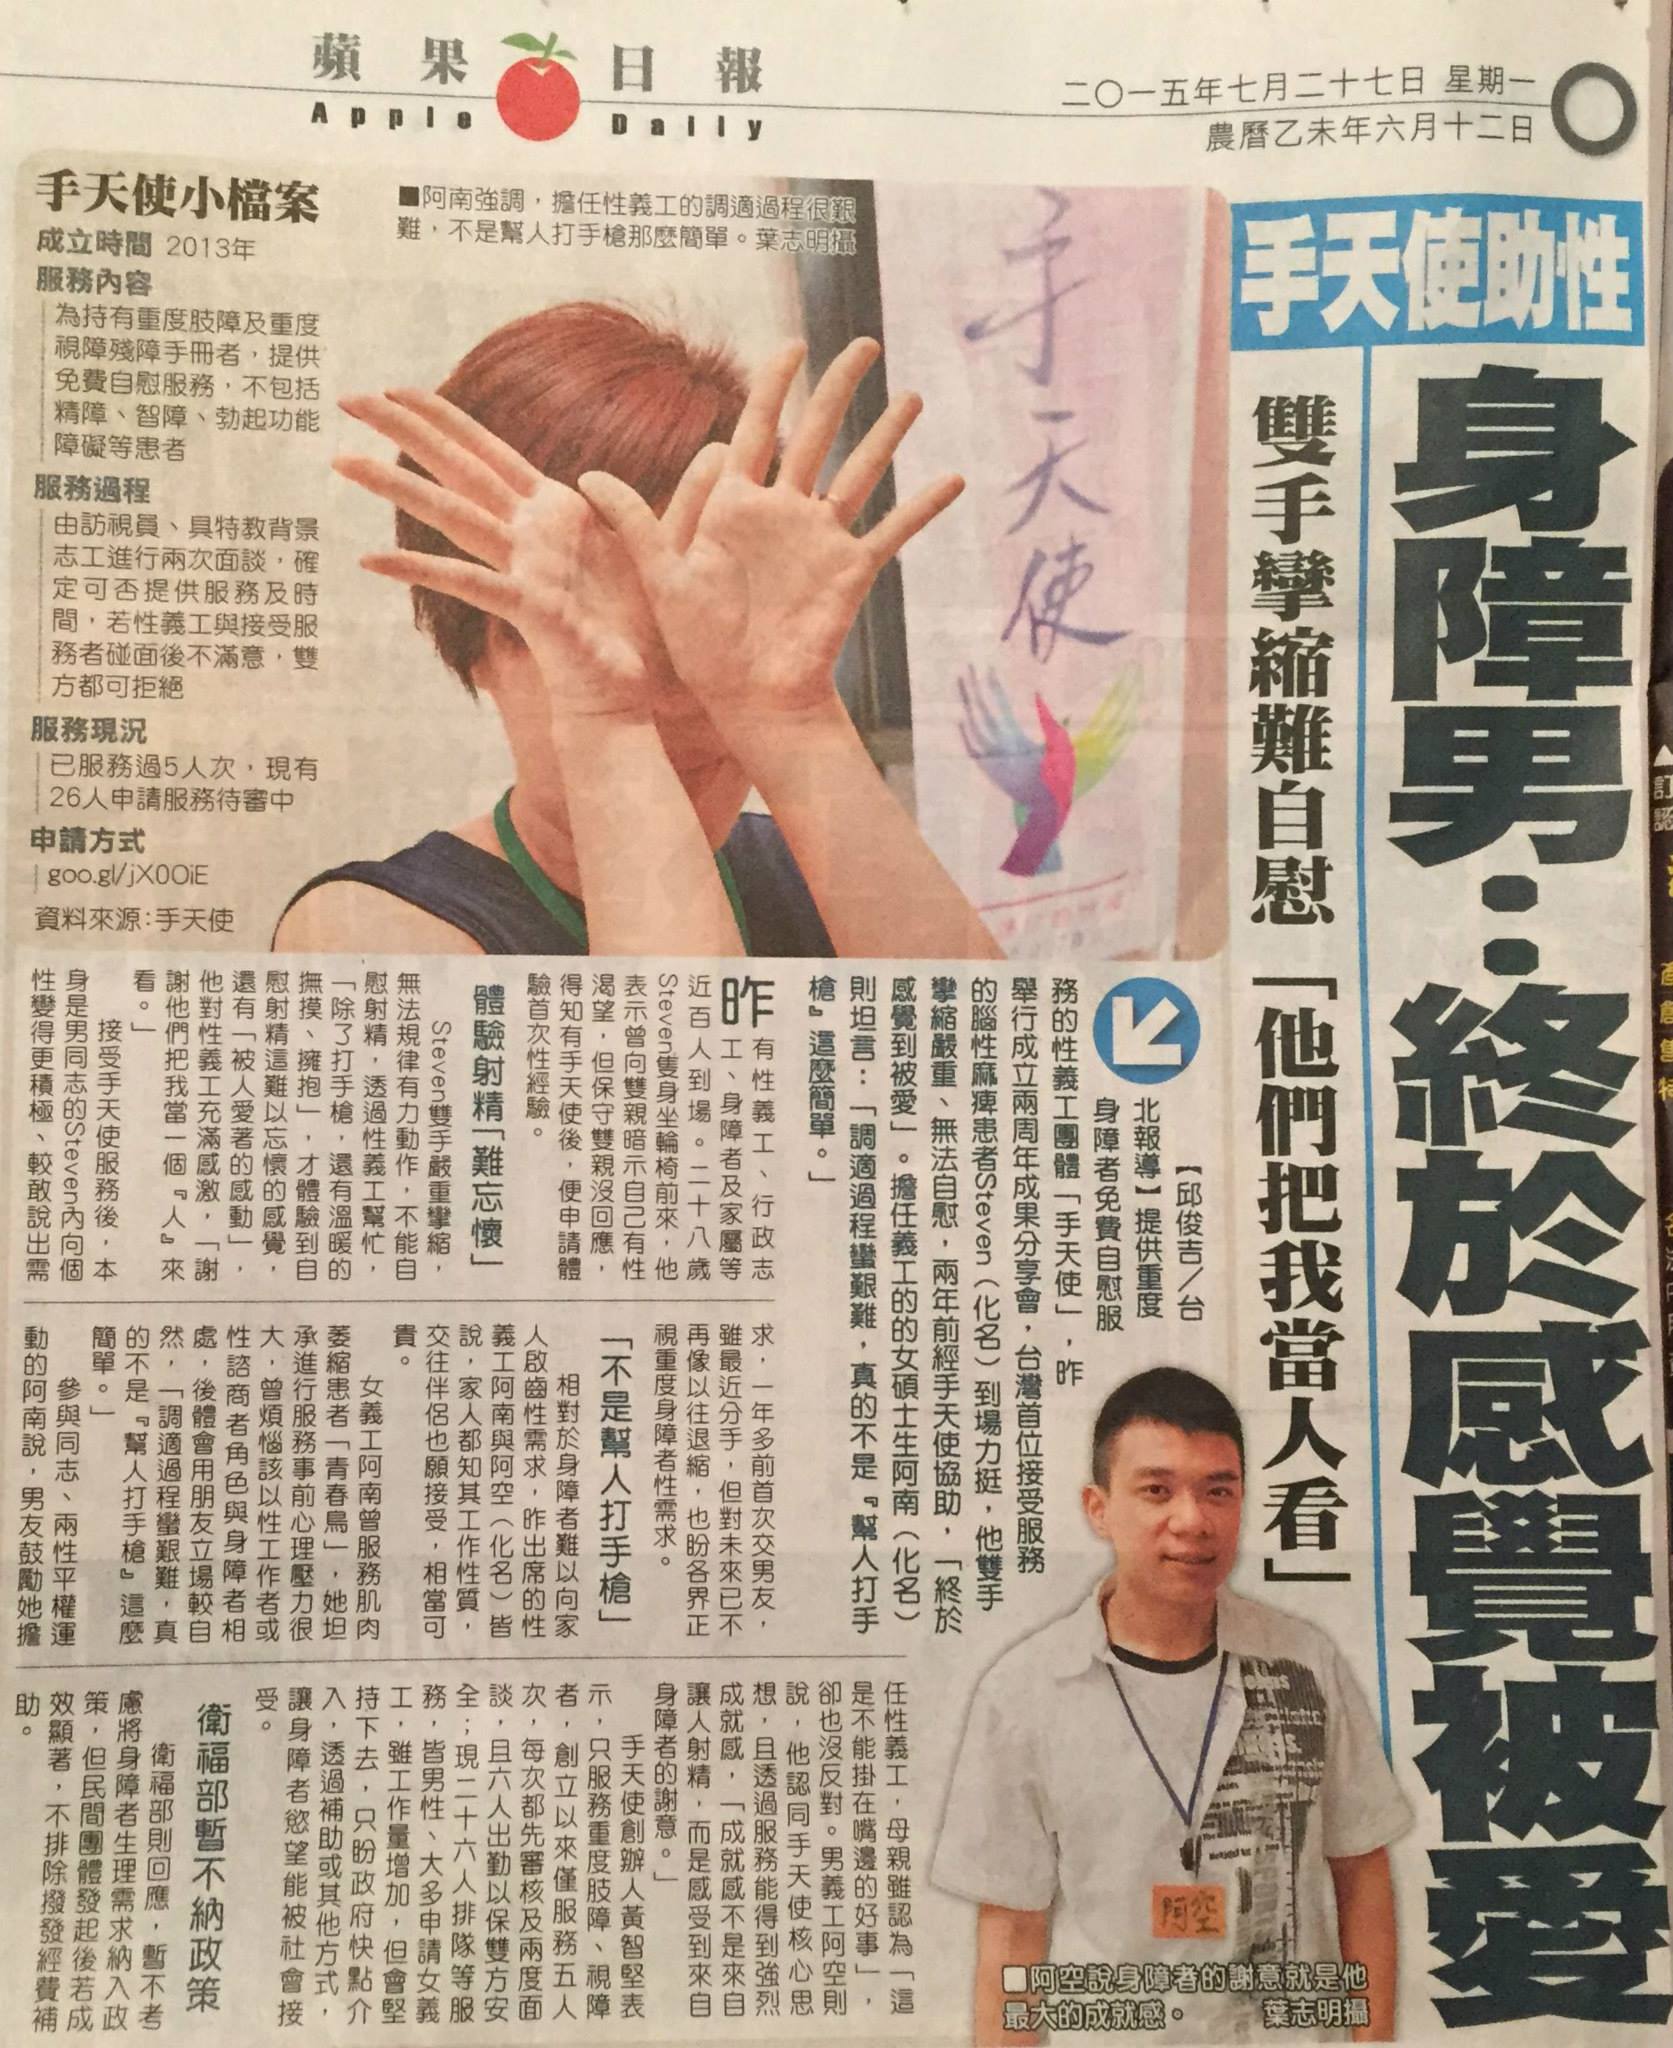 蘋果日報
Apple Daily
二○一五年七月二十七日 星期一
農曆乙未年六月十二日
手天使助性
身障男：終於感覺被愛
雙手攣縮難自慰 「他們把我當人看」
手天使小檔案
成立時間 2013年
服務內容
為持有重度肢障及重度
視障殘障手冊者，提供
免費自慰服務，不包括
精障、智障、勃起功能
障礙等患者
服務過程
由訪視員、具特教背景
志工進行兩次面談，確
定可否提供服務及時
間，若性義工與接受服
務者碰面後不滿意，雙
方都可拒絕
服務現況
已服務過5人次，現有
26人申請服務待審中
申請方式
goo.gl/jX0OiE
資料來源：手天使
■阿南強調，擔任性義工的調適過程很艱
難，不是幫人打手槍那麼簡單。葉志明攝
手天使
【邱俊吉／台
北報導】提供重度
身障者免費自慰服
務的性義工團體「手天使」，昨
舉行成立兩周年成果分享會，台灣首位接受服務
的腦性麻痺患者Steven（化名）到場力挺，他雙手
攣縮嚴重、無法自慰，兩年前經手天使協助，「終於
感覺到被愛」。擔任義工的的女碩士生阿南（化名）
則坦言：「調適過程蠻艱難，真的不是『幫人打手
槍』這麼簡單。」
昨有性義工、行政志
工、身障者及家屬等
近百人到場。二十八歲
Steven隻身坐輪椅前來，他
表示曾向雙親暗示自己有性
渴望，但保守雙親沒回應，
得知有手天使後，便申請體
驗首次性經驗。
體驗射精「難忘懷」
Steven雙手嚴重攣縮，
無法規律有力動作，不能自
慰射精，透過性義工幫忙，
「除了打手槍，還有溫暖的
撫摸、擁抱」，才體驗到自
慰射精這難以忘懷的感覺，
還有「被人愛著的感動」，
他對性義工充滿感激，「謝
謝他們把我當一個『人』來
看。」
接受手天使服務後，本
身是男同志的Steven內向個
性變得更積極、較敢說出需
求，一年多前首次交男友，
雖最近分手，但對未來已不
再像以往退縮，也盼各界正
視重度身障者性需求。
「不是幫人打手槍」
相對於身障者難以向家
人啟齒性需求，昨出席的性
義工阿南與阿空（化名）皆
說，家人都知其工作性質，
交往伴侶也願接受，相當可
貴。
女義工阿南曾服務肌肉
萎縮患者「青春鳥」，她坦
承進行服務事前心理壓力很
大，曾煩惱該以性工作者或
性諮商者角色與身障者相
處，後體會用朋友立場較自
然，「調適過程蠻艱難，真
的不是『幫人打手槍』這麼
簡單。」
參與同志、兩性平權運
動的阿南說，男友鼓勵她擔
任性義工，母親雖認為「這
是不能掛在嘴邊的好事」，
卻也沒反對。男義工阿空則
說，他認同手天使核心思
想，且透過服務能得到強烈
成就感，「成就感不是來自
讓人射精，而是感受到來自
身障者的謝意。」
手天使創辦人黃智堅表
示，只服務重度肢障、視障
者，創立以來僅服務五人
次，每次都先審核及兩度面
談，且六人出勤以保雙方安
全；現二十六人排隊等服
務，皆男性、大多申請女義
工，雖工作量增加，但會堅
持下去，只盼政府快點介
入，透過補助或其他方式，
讓身障者慾望能被社會接
受。
衛福部暫不納政策
衛福部則回應，暫不考
慮將身障者生理需求納入政
策，但民間團體發起後若成
效顯著，不排除撥發經費補
助。
阿空
■阿空說身障者的謝意就是他
最大的成就感。 葉志明攝